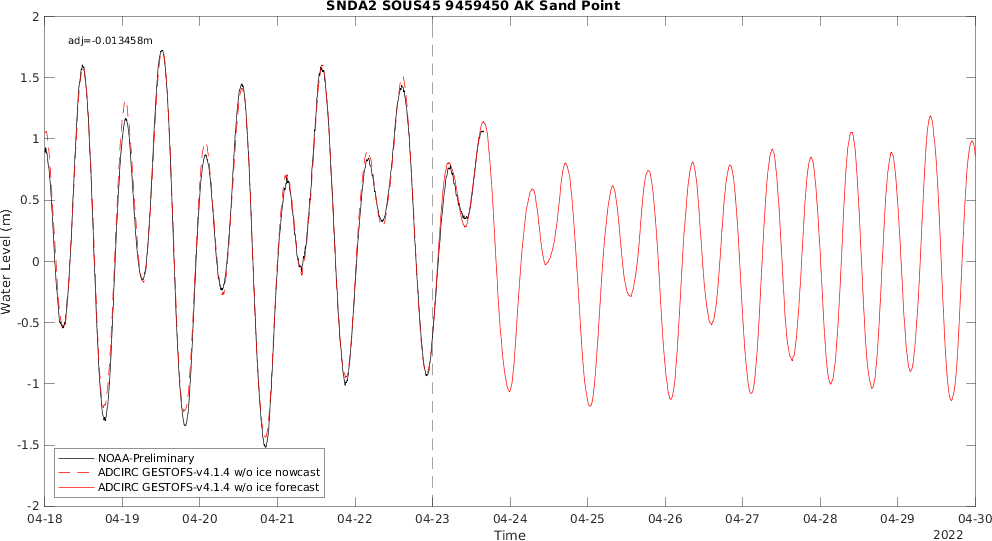 SNDA2 SOUS45 9459450 AK Sand Point
adj=-0.013458m
Water Level (m)
2
1.5
1
0.5
0
-0.5
-1
-1.5
-2
NOAA-Preliminary
ADCIRC GESTOFS-v4.1.4 w/o ice nowcast
ADCIRC GESTOFS-v4.1.4 w/o ice forecast
04-18 04-19 04-20 04-21 04-22 04-23 04-24 04-25 04-26 04-27 04-28 04-29 04-30
Time
2022